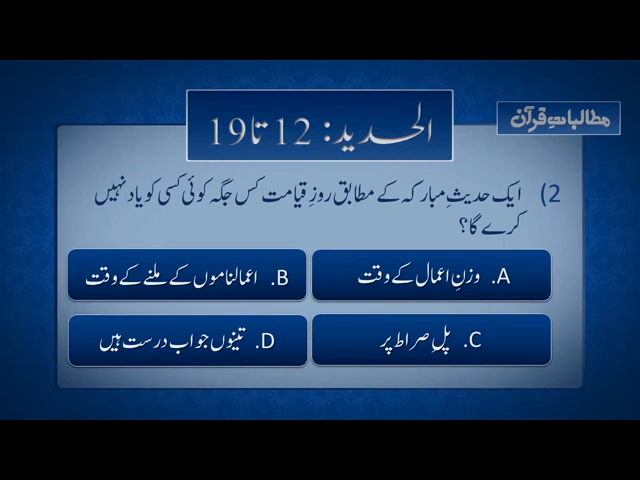 مطالباتِ قرآن
الحدید: 12 تا 19
2) ایک حدیثِ مبارکہ کے مطابق روزِ قیامت کس جگہ کوئی کسی کو یاد نہیں
کرے گا؟
A. وزنِ اعمال کے وقت
B. اعمالناموں کے ملنے کے وقت
C. پلِ صراط پر
D. تینوں جواب درست ہیں